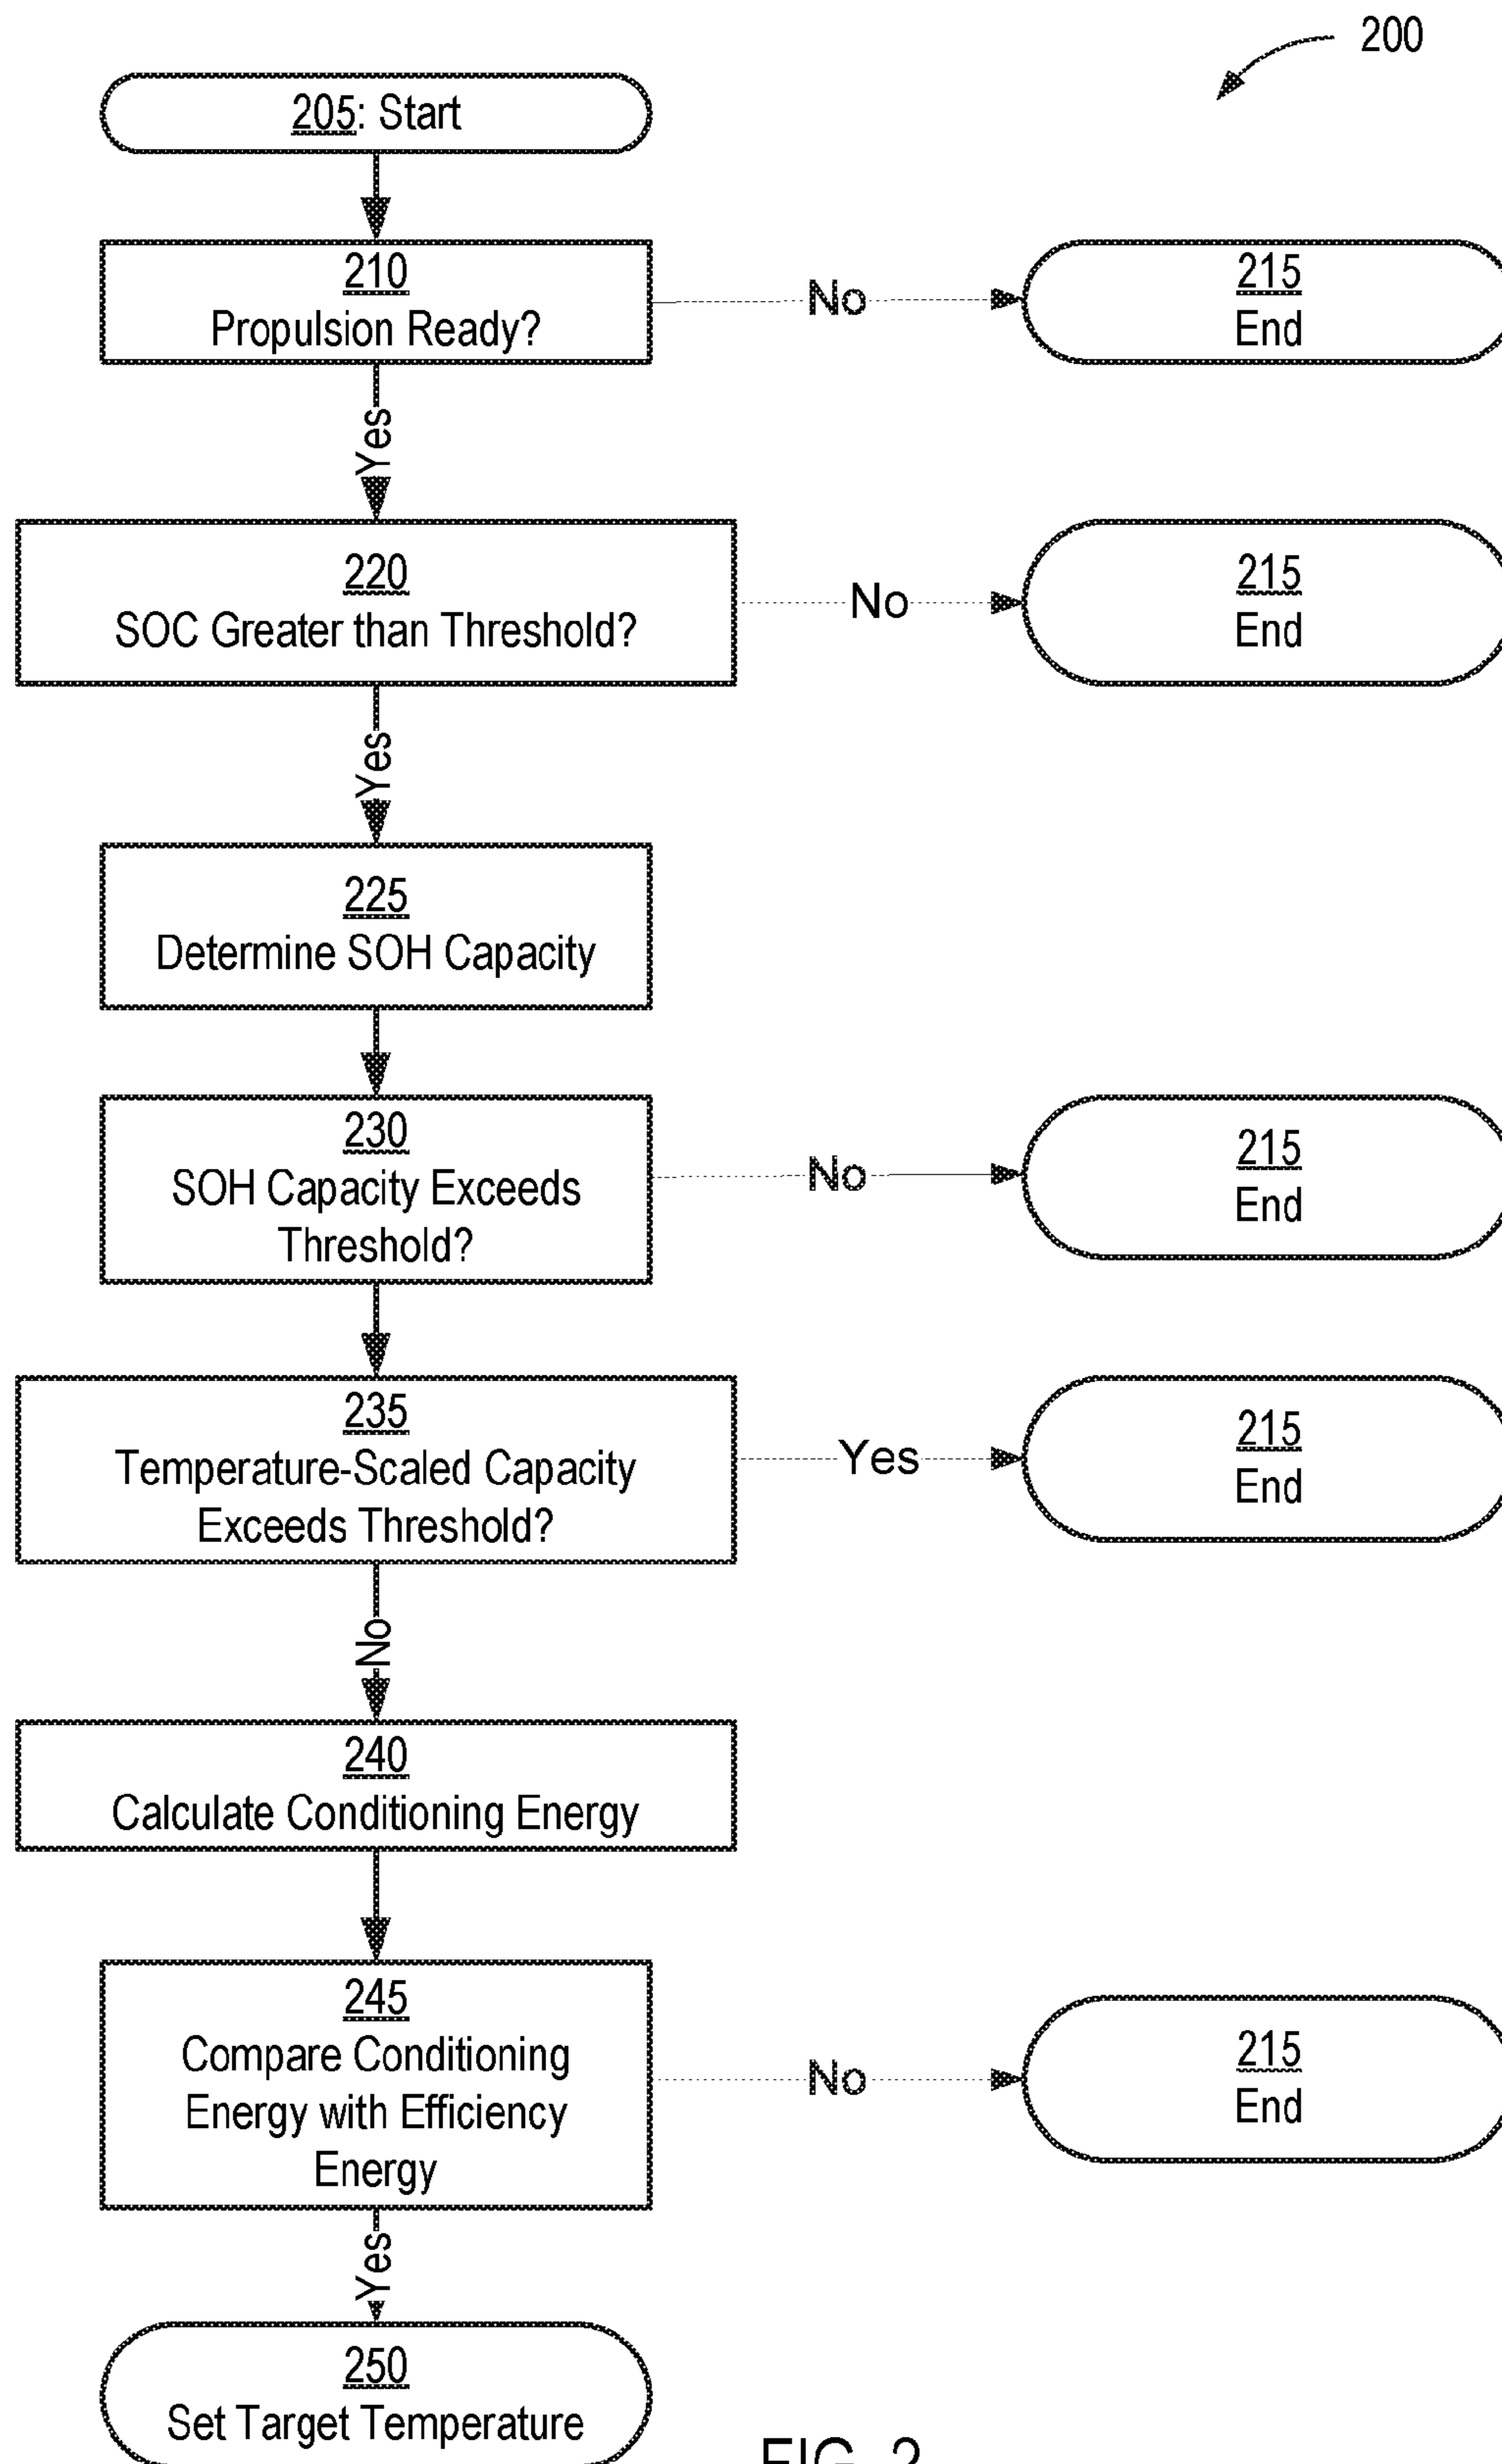 200
205: Start
210
Propulsion Ready?
No
215
End
Yes
220
SOC Greater than Threshold?
No
215
End
Yes
225
Determine SOH Capacity
230
SOH Capacity Exceeds
Threshold?
No
215
End
235
Temperature-Scaled Capacity
Exceeds Threshold?
Yes
215
End
No
240
Calculate Conditioning Energy
245
Compare Conditioning
Energy with Efficiency
Energy
No
215
End
Yes
250
Set Target Temperature
FIG. 2